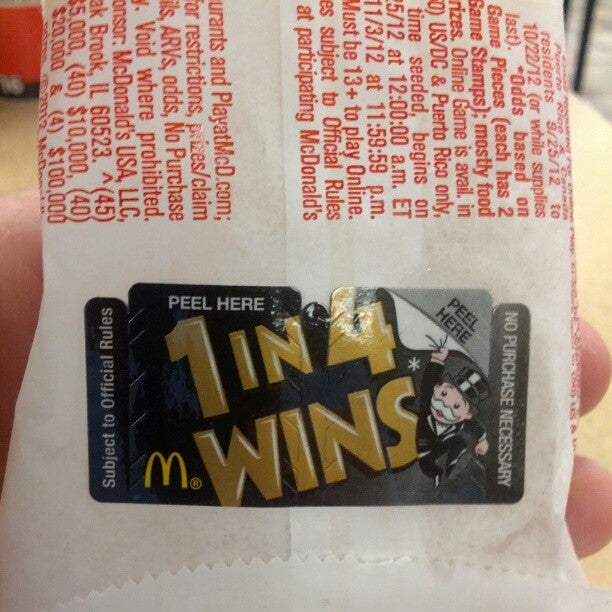 residents 9/25/12 to
10/22/12 (or while supplies
last). *Odds based on
Game Pieces (each has 2
Game Stamps); mostly food
rizes. Online Game is avail. in
0) US/DC & Puerto Rico only,
time seeded, begins on
25/12 at 12:00:00 a.m. ET
11/3/12 at 11:59:59 p.m.
Must be 13+ to play Online.
es subject to Official Rules
at participating McDonald's
urants and PlayatMcD.com;
for restrictions, prizes/claim
ils, ARVs, odds, No Purchase
y. Void where prohibited.
onsor: McDonald's USA, LLC,
ak Brook, IL 60523. ^(45)
$5,000, (40) $10,000, (40)
$20,000 & (4) $100,000
Subject to Official Rules
PEEL HERE
1 IN 4
WINS*
M®
PEEL
HERE
NO PURCHASE NECESSARY